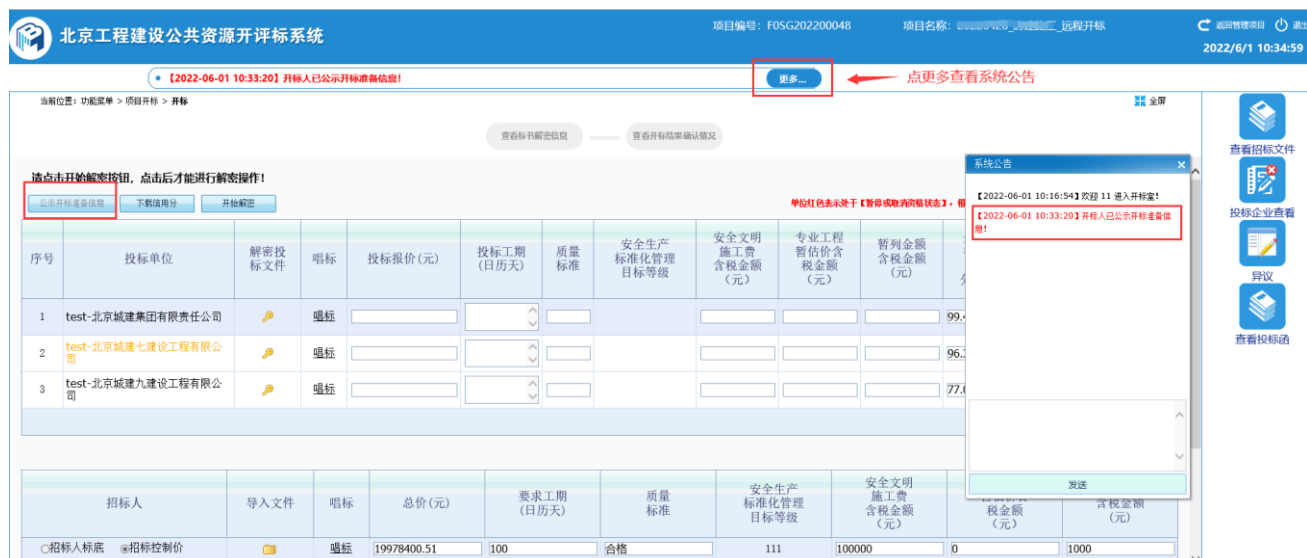 北京工程建设公共资源开评标系统
项目编号：F0SG202200048
项目名称：
远程开标
返回管理项目
退出
2022/6/1 10:34:59
【2022-06-01 10:33:20】开标人已公示开标准备信息!
更多...
点更多查看系统公告
当前位置：功能菜单 > 项目开标 > 开标
全屏
查看标书解密信息
查看开标结果确认情况
请点击开始解密按钮，点击后才能进行解密操作!
公示开标准备信息
下载信用分
开始解密
单位红色表示处于【暂停或取消资格状态】，
序号
投标单位
解密投
标文件
唱标
投标报价(元)
投标工期
(日历天)
质量
标准
安全生产
标准化管理
目标等级
安全文明
施工费
含税金额
(元)
专业工程
暂估价含
税金额
(元)
暂列金额
含税金额
(元)
1
test-北京城建集团有限责任公司
唱标
99.
2
test-北京城建七建设工程有限公
司
唱标
96.
3
test-北京城建九建设工程有限公
司
唱标
77.
系统公告
×
【2022-06-01 10:16:54】欢迎 11 进入开标室!
【2022-06-01 10:33:20】开标人已公示开标准备信
息!
发送
查看招标文件
投标企业查看
异议
查看投标函
招标人
导入文件
唱标
总价(元)
要求工期
(日历天)
质量
标准
安全生产
标准化管理
目标等级
安全文明
施工费
含税金额
(元)
税金额
(元)
含税金额
(元)
招标人标底
招标控制价
唱标
19978400.51
100
合格
111
100000
0
1000